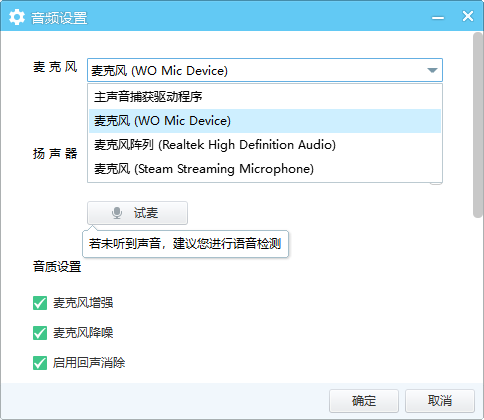 音频设置
麦克风
麦克风 (WO Mic Device)
主声音捕获驱动程序
麦克风 (WO Mic Device)
麦克风阵列 (Realtek High Definition Audio)
麦克风 (Steam Streaming Microphone)
扬声器
试麦
若未听到声音，建议您进行语音检测
音质设置
麦克风增强
麦克风降噪
启用回声消除
确定
取消